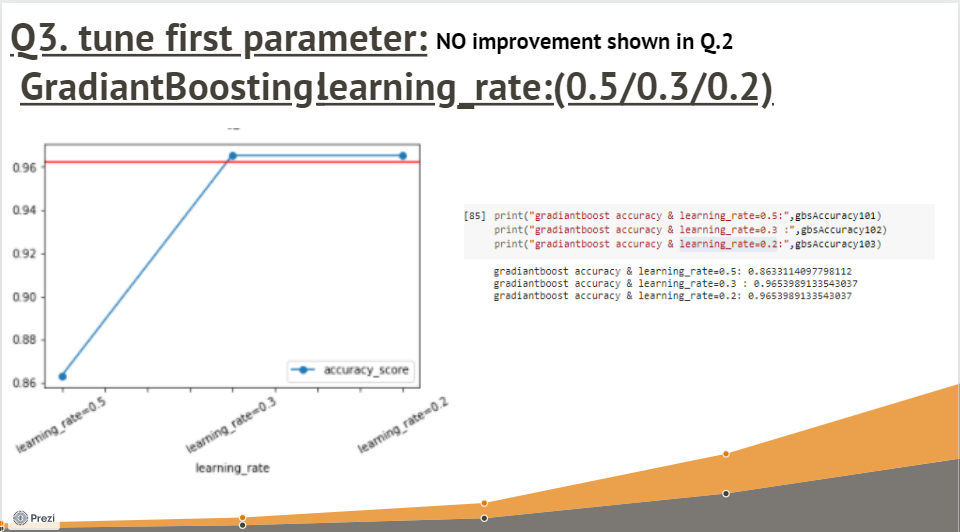 Q3. tune first parameter: NO improvement shown in Q.2
GradiantBoosting:learning_rate:(0.5/0.3/0.2)
0.96
0.94
0.92
0.90
0.88
0.86
accuracy_score
learning_rate=0.5
learning_rate=0.3
learning_rate=0.2
learning_rate
[85] print("gradiantboost accuracy & learning_rate=0.5:",gbsAccuracy101)
print("gradiantboost accuracy & learning_rate=0.3 :",gbsAccuracy102)
print("gradiantboost accuracy & learning_rate=0.2:",gbsAccuracy103)
gradiantboost accuracy & learning_rate=0.5: 0.8633114097798112
gradiantboost accuracy & learning_rate=0.3 : 0.9653989133543037
gradiantboost accuracy & learning_rate=0.2: 0.9653989133543037
Prezi